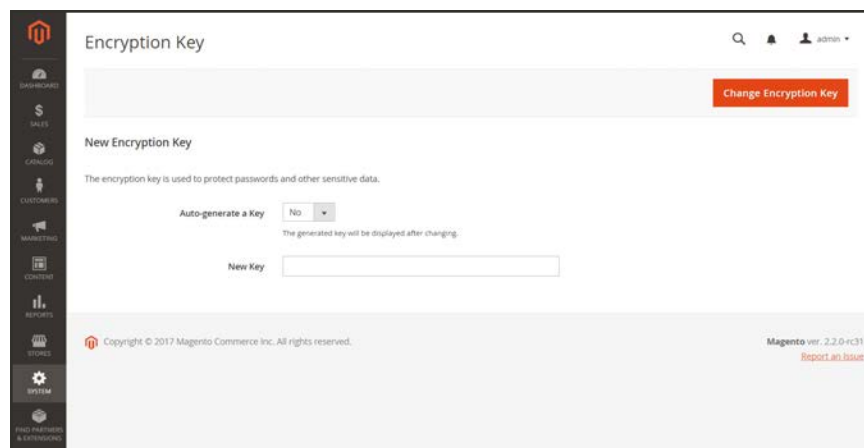 Encryption Key
admin
DASHBOARD
SALES
CATALOG
CUSTOMERS
MARKETING
CONTENT
REPORTS
STORES
SYSTEM
FIND PARTNERS
& EXTENSIONS
Change Encryption Key
New Encryption Key
The encryption key is used to protect passwords and other sensitive data.
Auto-generate a Key No
The generated key will be displayed after changing.
New Key
Copyright © 2017 Magento Commerce Inc. All rights reserved.
Magento ver. 2.2.0-rc31
Report an Issue